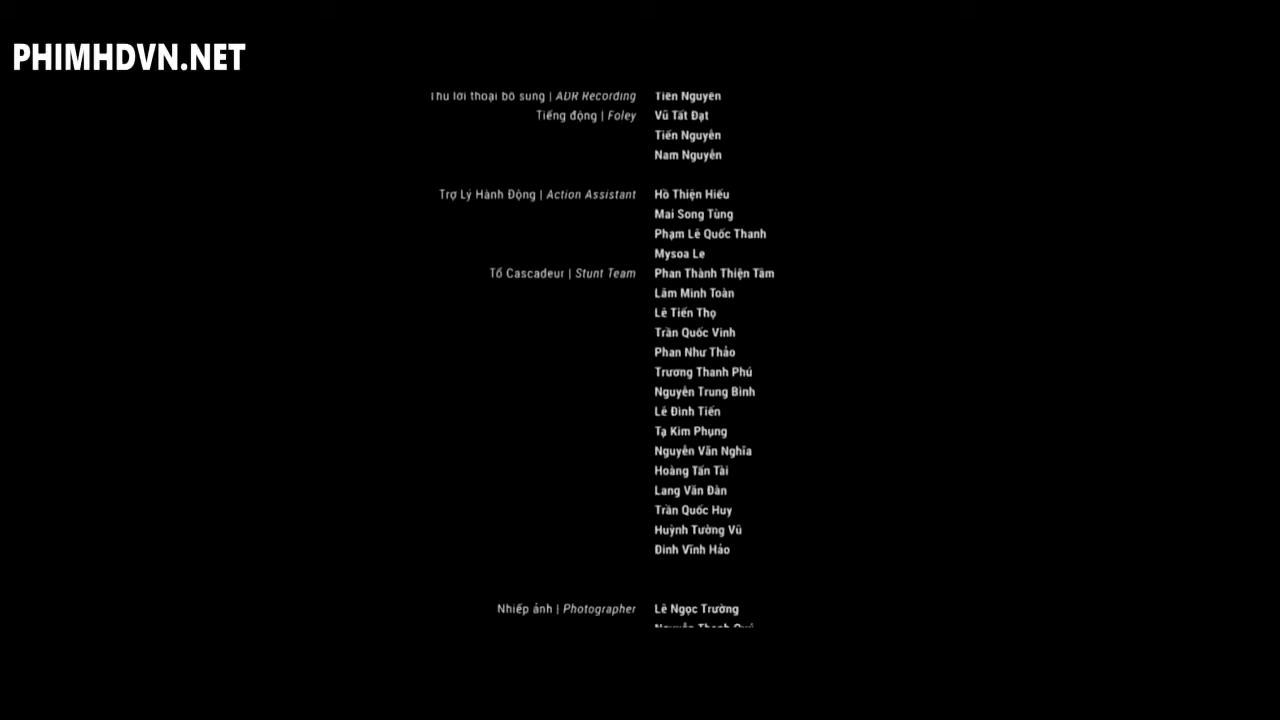 PHIMHDVN.NET
Thu lời thoại bổ sung | ADR Recording Tiến Nguyễn
Tiếng động | Foley Vũ Tất Đạt
Tiến Nguyễn
Nam Nguyễn
Trợ Lý Hành Động | Action Assistant Hồ Thiện Hiếu
Mai Song Tùng
Phạm Lê Quốc Thanh
Mysoa Le
Tổ Cascadeur | Stunt Team Phan Thành Thiện Tâm
Lâm Minh Toàn
Lê Tiến Thọ
Trần Quốc Vinh
Phan Như Thảo
Trương Thanh Phú
Nguyễn Trung Bình
Lê Đình Tiến
Tạ Kim Phụng
Nguyễn Văn Nghĩa
Hoàng Tấn Tài
Lang Văn Đàn
Trần Quốc Huy
Huỳnh Tường Vũ
Đinh Vĩnh Hảo
Nhiếp ảnh | Photographer Lê Ngọc Trường